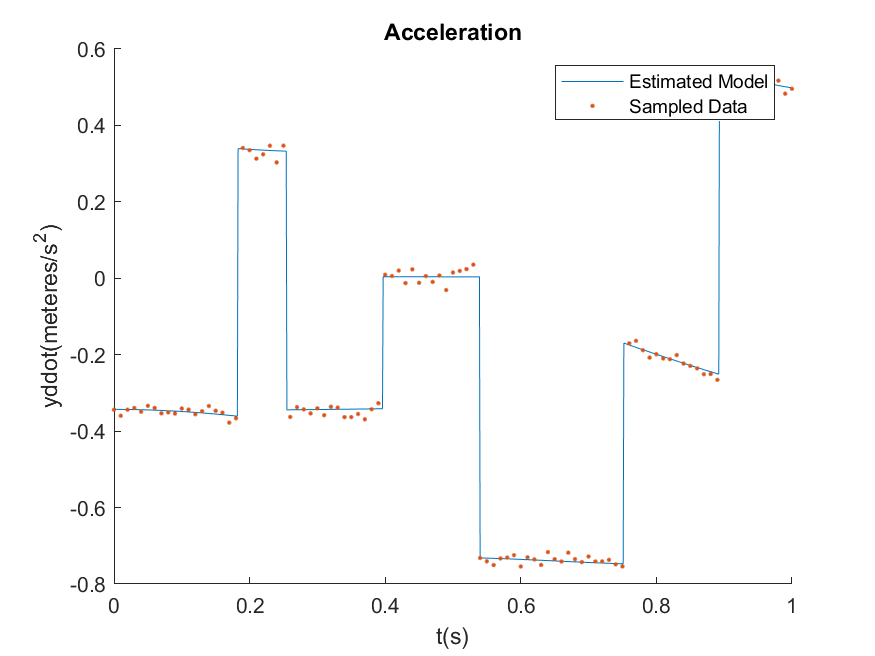 Acceleration
0.6
0.4
0.2
0
-0.2
-0.4
-0.6
-0.8
yddot(meteres/s²)
Estimated Model
Sampled Data
0 0.2 0.4 0.6 0.8 1
t(s)